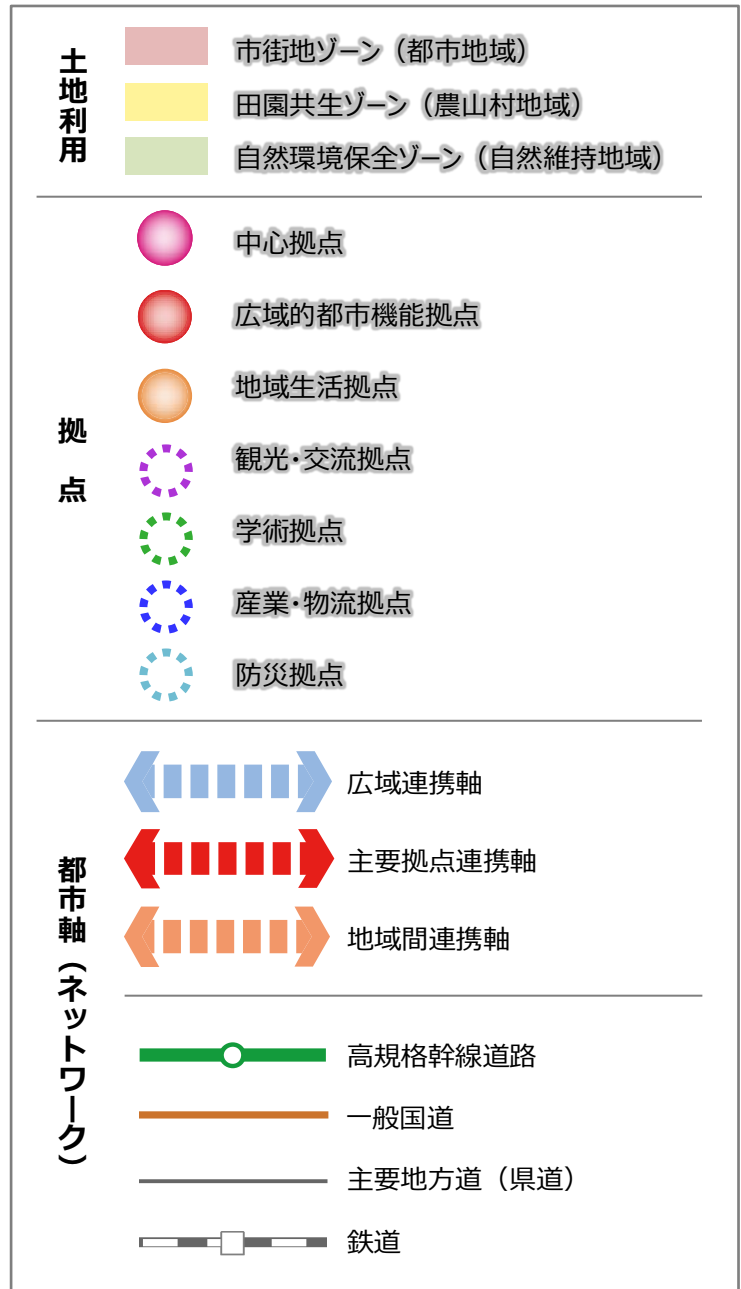 土地利用
市街地ゾーン（都市地域）
田園共生ゾーン（農山村地域）
自然環境保全ゾーン（自然維持地域）
拠点
中心拠点
広域的都市機能拠点
地域生活拠点
観光・交流拠点
学術拠点
産業・物流拠点
防災拠点
都市軸（ネットワーク）
広域連携軸
主要拠点連携軸
地域間連携軸
高規格幹線道路
一般国道
主要地方道（県道）
鉄道